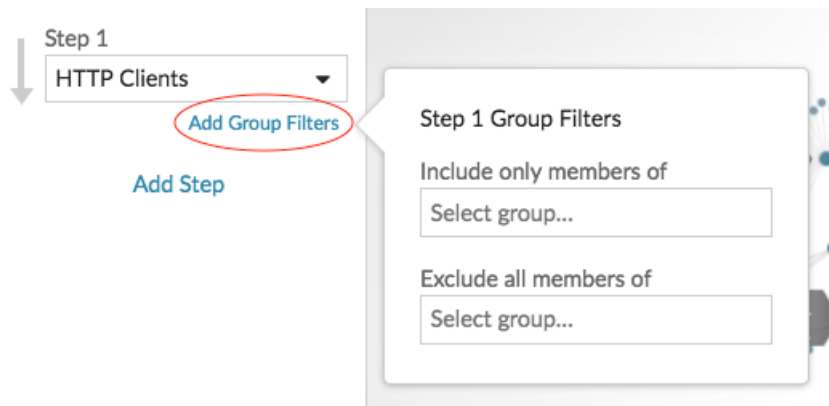 Step 1
HTTP Clients
Add Group Filters
Add Step
Step 1 Group Filters
Include only members of
Select group...
Exclude all members of
Select group...